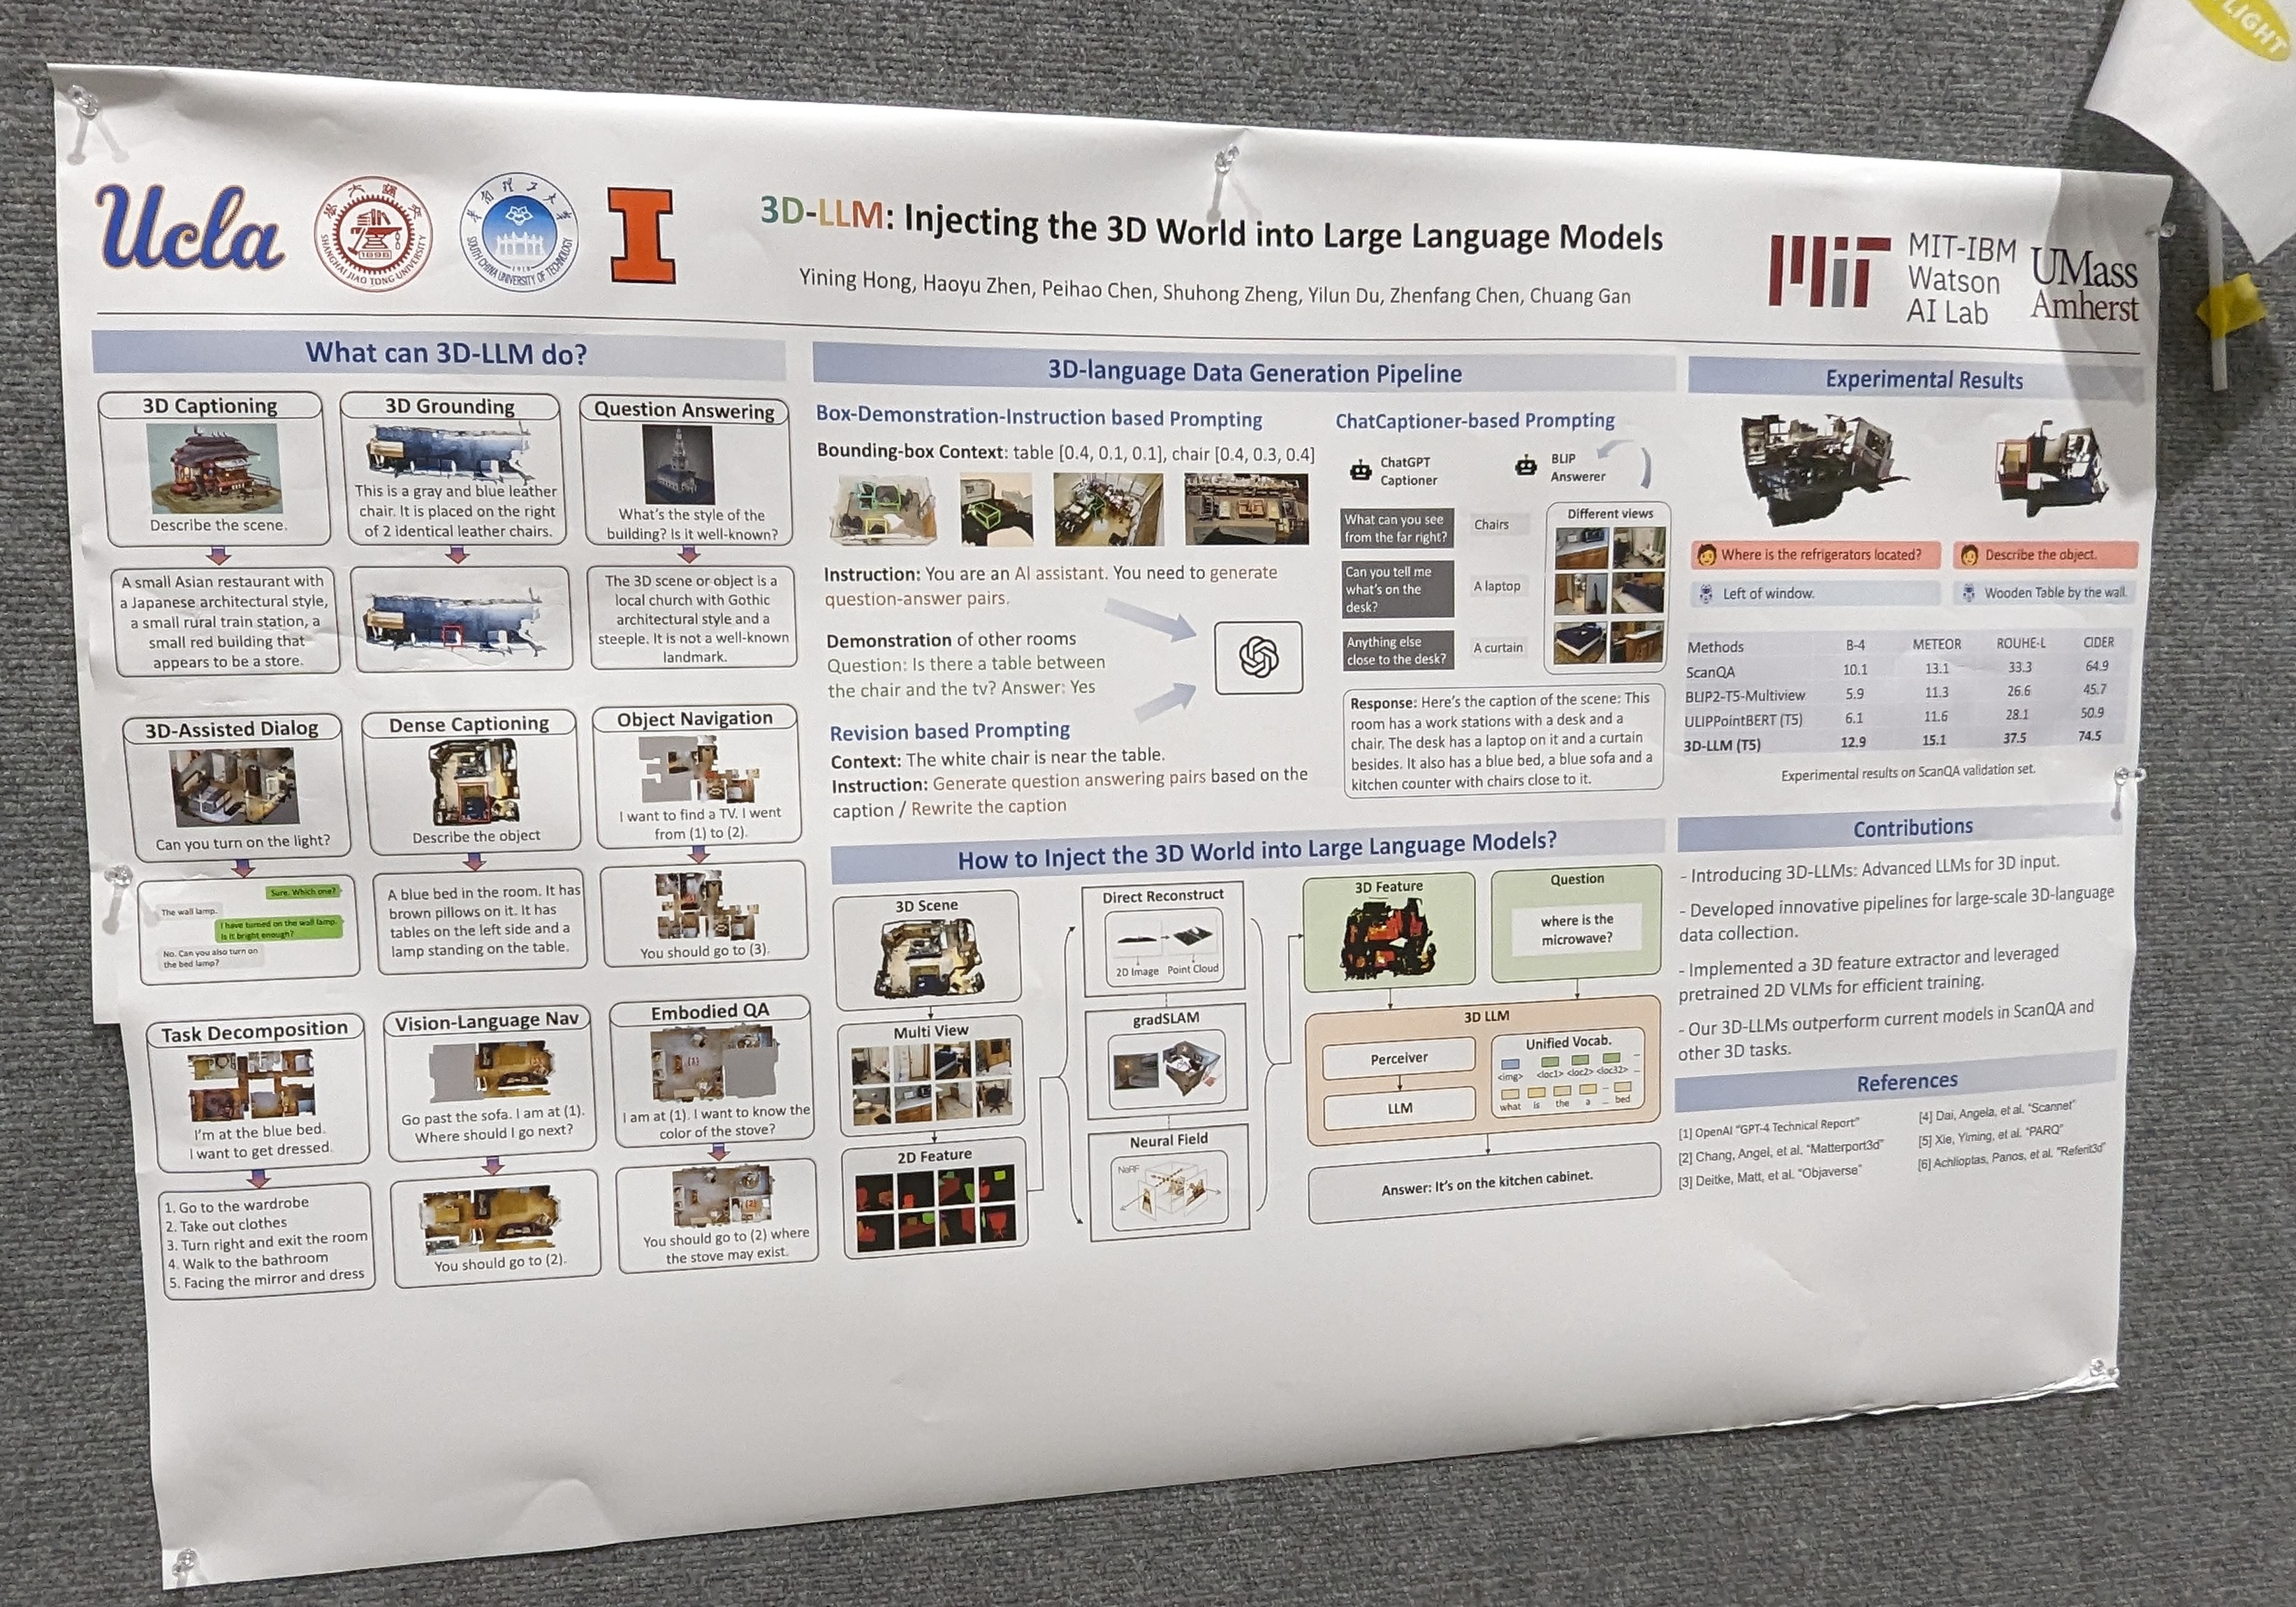 LIGHT
Ucla
SHANGHAI JIAO TONG UNIVERSITY
1896
SOUTH CHINA UNIVERSITY OF TECHNOLOGY
I
3D-LLM: Injecting the 3D World into Large Language Models
Yining Hong, Haoyu Zhen, Peihao Chen, Shuhong Zheng, Yilun Du, Zhenfang Chen, Chuang Gan
MIT
MIT-IBM
Watson
AI Lab
UMass
Amherst
What can 3D-LLM do?
3D Captioning
Describe the scene.
A small Asian restaurant with
a Japanese architectural style,
a small rural train station, a
small red building that
appears to be a store.
3D Grounding
This is a gray and blue leather
chair. It is placed on the right
of 2 identical leather chairs.
Question Answering
What's the style of the
building? Is it well-known?
The 3D scene or object is a
local church with Gothic
architectural style and a
steeple. It is not a well-known
landmark.
3D-Assisted Dialog
Can you turn on the light?
Sure. Which one?
The wall lamp.
I have turned on the wall lamp.
Is it bright enough?
No. Can you also turn on
the bed lamp?
Dense Captioning
Describe the object
A blue bed in the room. It has
brown pillows on it. It has
tables on the left side and a
lamp standing on the table.
Object Navigation
I want to find a TV. I went
from (1) to (2).
You should go to (3).
Task Decomposition
I'm at the blue bed.
I want to get dressed.
1. Go to the wardrobe
2. Take out clothes
3. Turn right and exit the room
4. Walk to the bathroom
5. Facing the mirror and dress
Vision-Language Nav
Go past the sofa. I am at (1).
Where should I go next?
You should go to (2).
Embodied QA
(1)
I am at (1). I want to know the
color of the stove?
(2)
You should go to (2) where
the stove may exist.
3D-language Data Generation Pipeline
Box-Demonstration-Instruction based Prompting
Bounding-box Context: table [0.4, 0.1, 0.1], chair [0.4, 0.3, 0.4]
Instruction: You are an AI assistant. You need to generate
question-answer pairs.
Demonstration of other rooms
Question: Is there a table between
the chair and the tv? Answer: Yes
Revision based Prompting
Context: The white chair is near the table.
Instruction: Generate question answering pairs based on the
caption / Rewrite the caption
ChatCaptioner-based Prompting
ChatGPT
Captioner
BLIP
Answerer
What can you see
from the far right?
Chairs
Can you tell me
what's on the
desk?
A laptop
Anything else
close to the desk?
A curtain
Different views
Response: Here's the caption of the scene: This
room has a work stations with a desk and a
chair. The desk has a laptop on it and a curtain
besides. It also has a blue bed, a blue sofa and a
kitchen counter with chairs close to it.
How to Inject the 3D World into Large Language Models?
3D Scene
Multi View
2D Feature
Direct Reconstruct
2D Image Point Cloud
gradSLAM
Neural Field
NeRF
3D Feature
Question
where is the
microwave?
3D LLM
Perceiver
LLM
Unified Vocab.
<img> <loc1> <loc2> <loc32>
what is the a ... bed
Answer: It's on the kitchen cabinet.
Experimental Results
Where is the refrigerators located?
Left of window.
Describe the object.
Wooden Table by the wall.
Methods B-4 METEOR ROUHE-L CIDER
ScanQA 10.1 13.1 33.3 64.9
BLIP2-T5-Multiview 5.9 11.3 26.6 45.7
ULIPPointBERT (T5) 6.1 11.6 28.1 50.9
3D-LLM (T5) 12.9 15.1 37.5 74.5
Experimental results on ScanQA validation set.
Contributions
- Introducing 3D-LLMs: Advanced LLMs for 3D input.
- Developed innovative pipelines for large-scale 3D-language
data collection.
- Implemented a 3D feature extractor and leveraged
pretrained 2D VLMs for efficient training.
- Our 3D-LLMs outperform current models in ScanQA and
other 3D tasks.
References
[1] OpenAI "GPT-4 Technical Report"
[2] Chang, Angel, et al. "Matterport3d"
[3] Deitke, Matt, et al. "Objaverse"
[4] Dai, Angela, et al. "Scannet"
[5] Xie, Yiming, et al. "PARQ"
[6] Achlioptas, Panos, et al. "Referit3d"